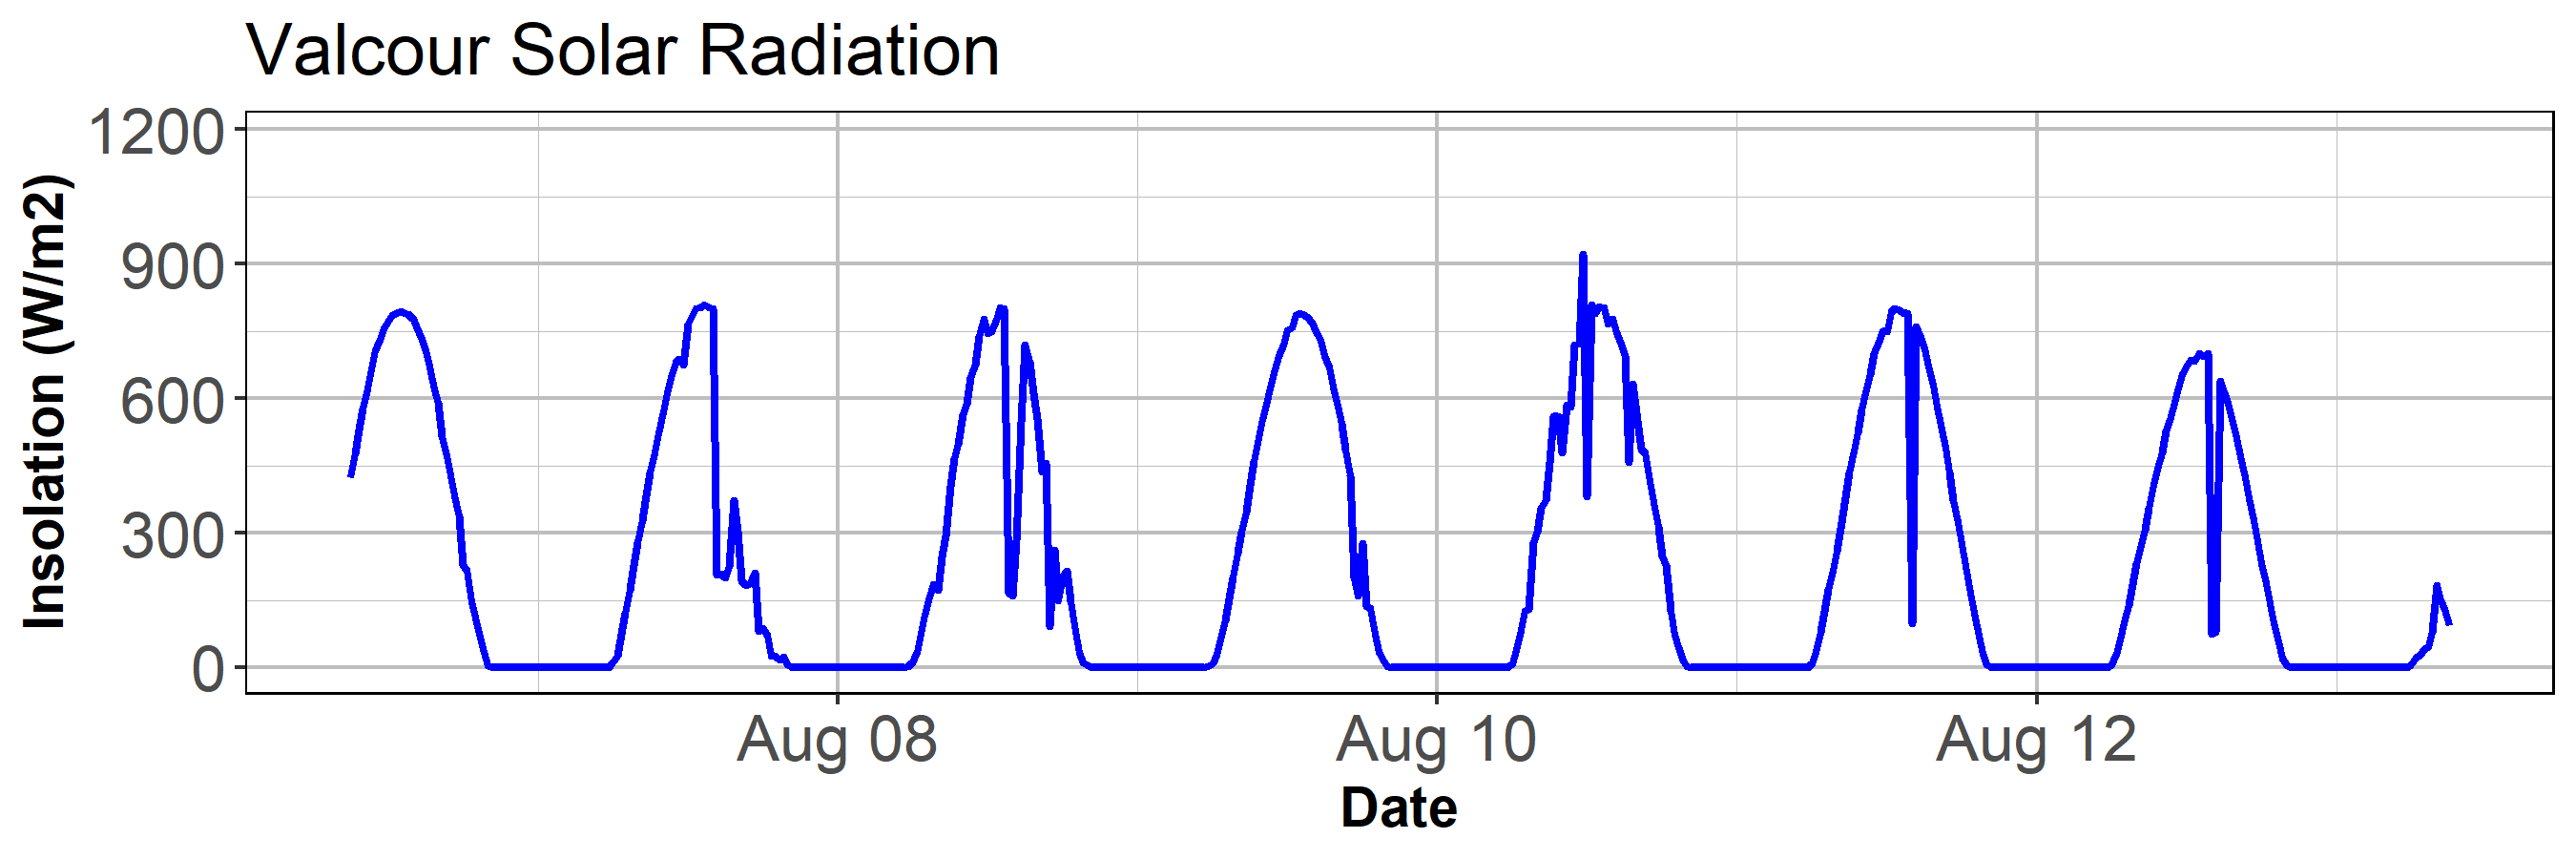 Valcour Solar Radiation
1200
900
600
300
0
Insolation (W/m2)
Aug 08
Aug 10
Aug 12
Date